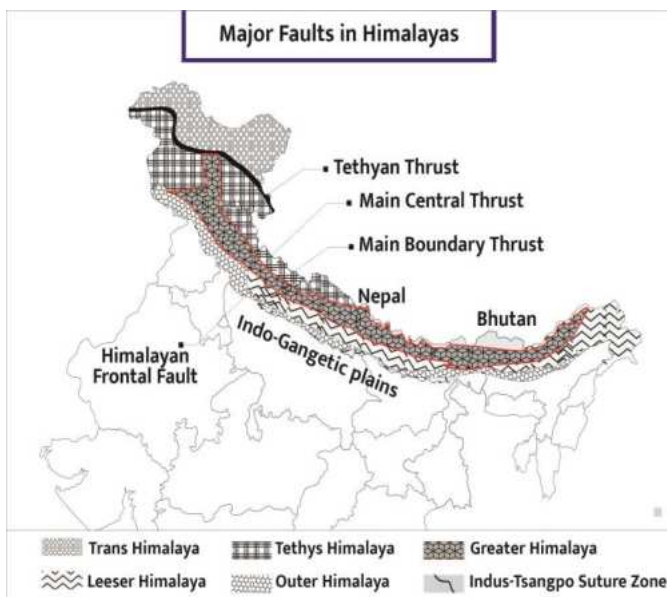 Major Faults in Himalayas
Tethyan Thrust
Main Central Thrust
Main Boundary Thrust
Nepal
Bhutan
Indo-Gangetic plains
Himalayan
Frontal Fault
Trans Himalaya
Tethys Himalaya
Greater Himalaya
Leeser Himalaya
Outer Himalaya
Indus-Tsangpo Suture Zone